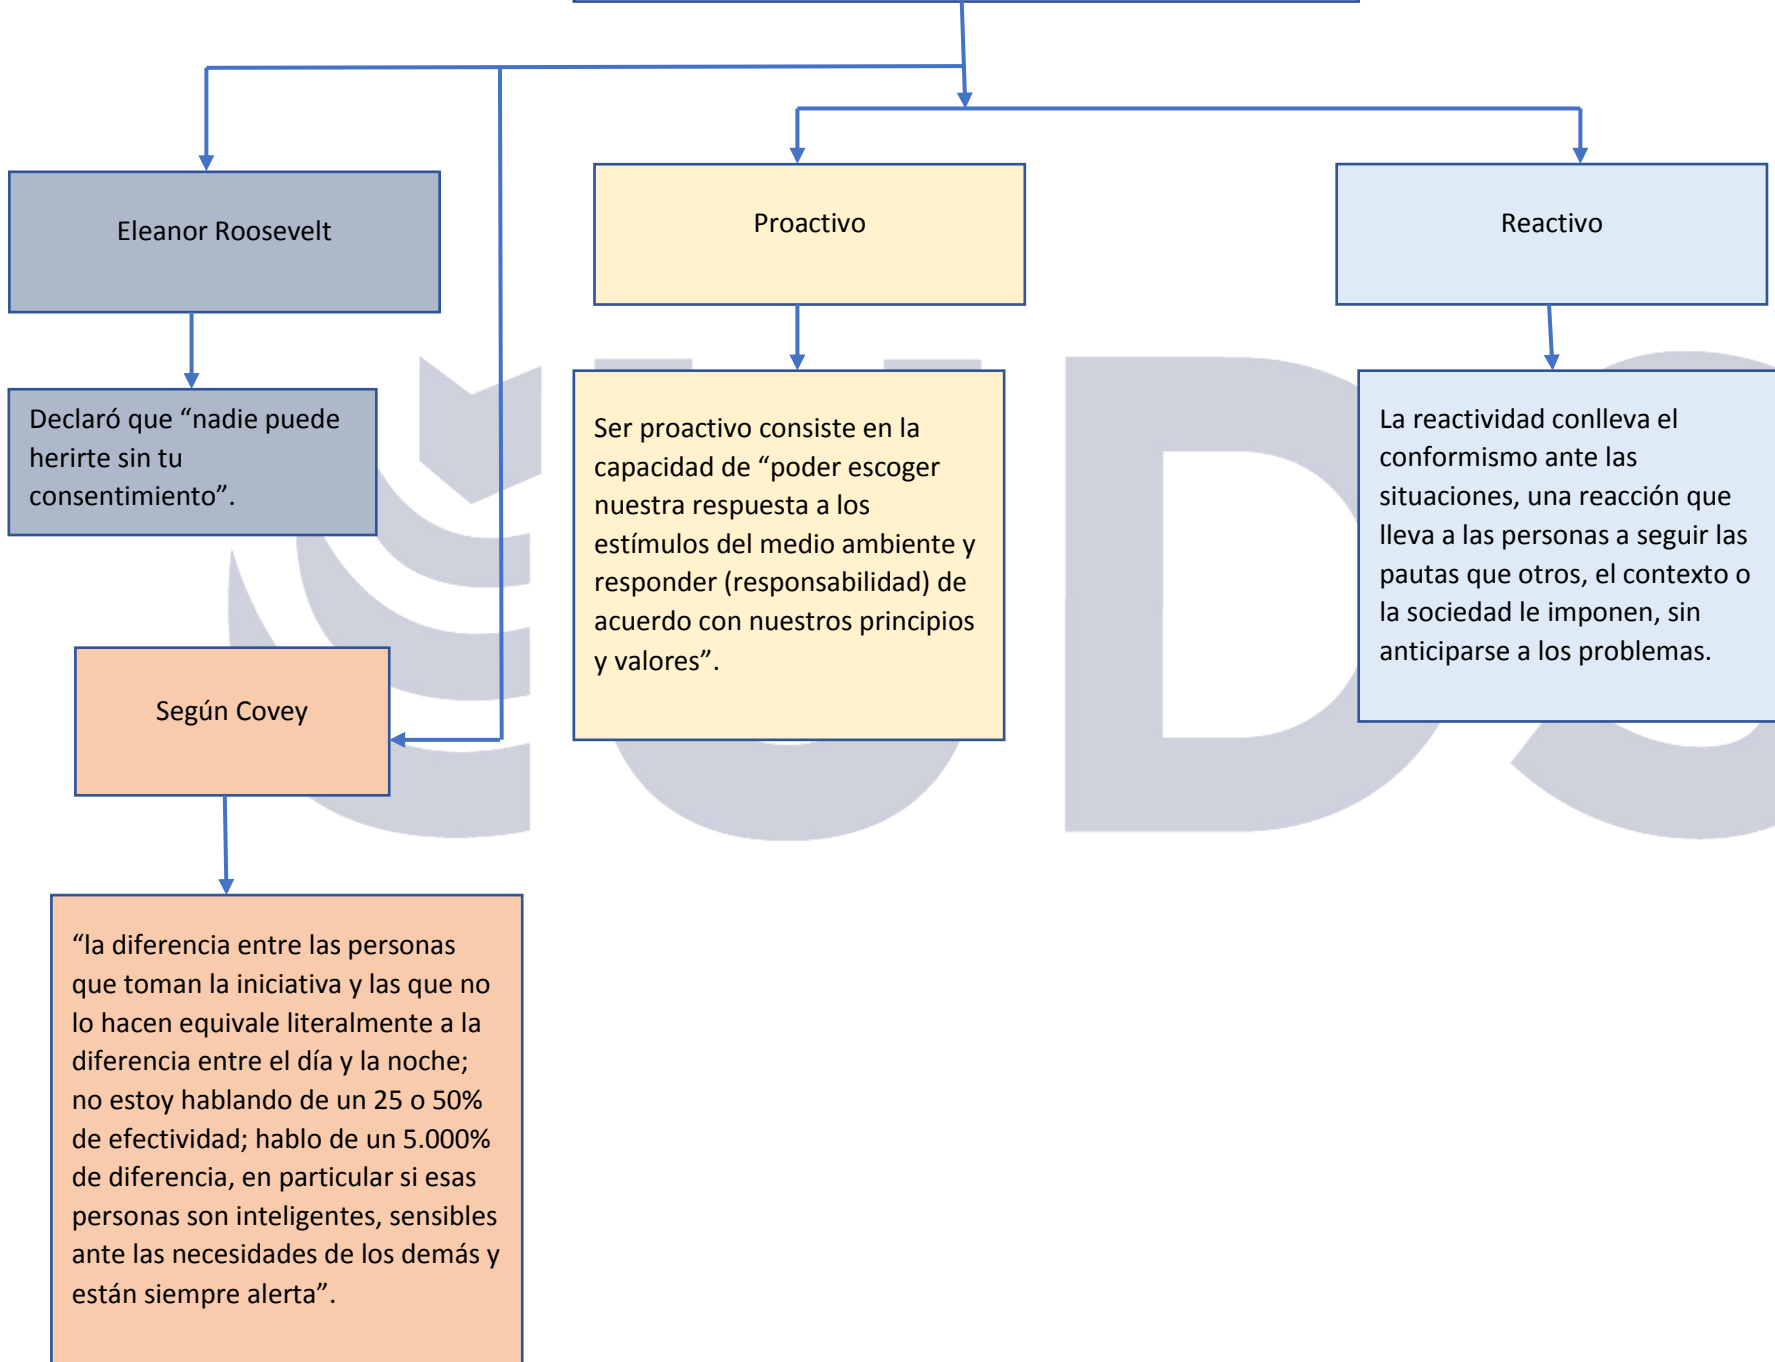 Eleanor Roosevelt
Declaró que “nadie puede
herirte sin tu
consentimiento”.
Según Covey
“la diferencia entre las personas
que toman la iniciativa y las que no
lo hacen equivale literalmente a la
diferencia entre el día y la noche;
no estoy hablando de un 25 o 50%
de efectividad; hablo de un 5.000%
de diferencia, en particular si esas
personas son inteligentes, sensibles
ante las necesidades de los demás y
están siempre alerta”.
Proactivo
Ser proactivo consiste en la
capacidad de “poder escoger
nuestra respuesta a los
estímulos del medio ambiente y
responder (responsabilidad) de
acuerdo con nuestros principios
y valores”.
Reactivo
La reactividad conlleva el
conformismo ante las
situaciones, una reacción que
lleva a las personas a seguir las
pautas que otros, el contexto o
la sociedad le imponen, sin
anticiparse a los problemas.
UDS